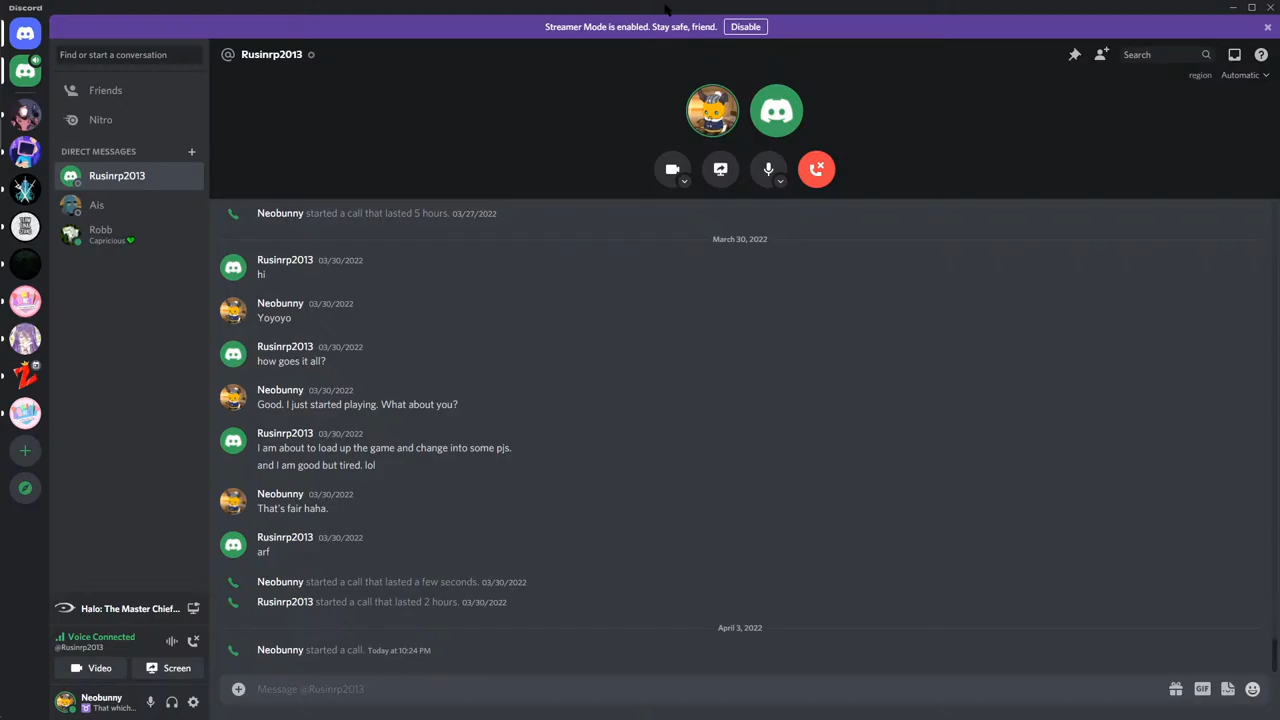 Discord
Streamer Mode is enabled. Stay safe, friend. Disable
Find or start a conversation
Rusinrp2013
Search
region Automatic
Friends
Nitro
DIRECT MESSAGES
Rusinrp2013
Ais
Robb
Capricious
Neobunny started a call that lasted 5 hours. 03/27/2022
March 30, 2022
Rusinrp2013 03/30/2022
hi
Neobunny 03/30/2022
Yoyoyo
Rusinrp2013 03/30/2022
how goes it all?
Neobunny 03/30/2022
Good. I just started playing. What about you?
Rusinrp2013 03/30/2022
I am about to load up the game and change into some pjs.
and I am good but tired. lol
Neobunny 03/30/2022
That's fair haha.
Rusinrp2013 03/30/2022
arf
Neobunny started a call that lasted a few seconds. 03/30/2022
Rusinrp2013 started a call that lasted 2 hours. 03/30/2022
April 3, 2022
Neobunny started a call. Today at 10:24 PM
Message @Rusinrp2013
GIF
Halo: The Master Chief...
Voice Connected
@Rusinrp2013
Video Screen
Neobunny
That which...